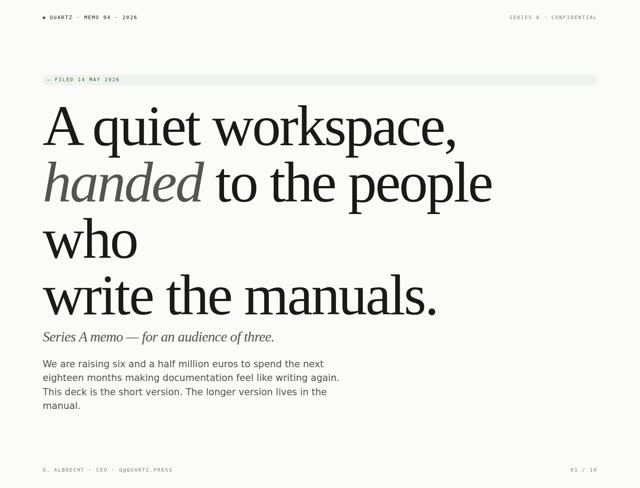 ● QUARTZ · MEMO 04 · 2026
SERIES A · CONFIDENTIAL
— FILED 14 MAY 2026
A quiet workspace,
handed to the people
who
write the manuals.
Series A memo — for an audience of three.
We are raising six and a half million euros to spend the next
eighteen months making documentation feel like writing again.
This deck is the short version. The longer version lives in the
manual.
ALBRECHT · CEO ·
01 / 10